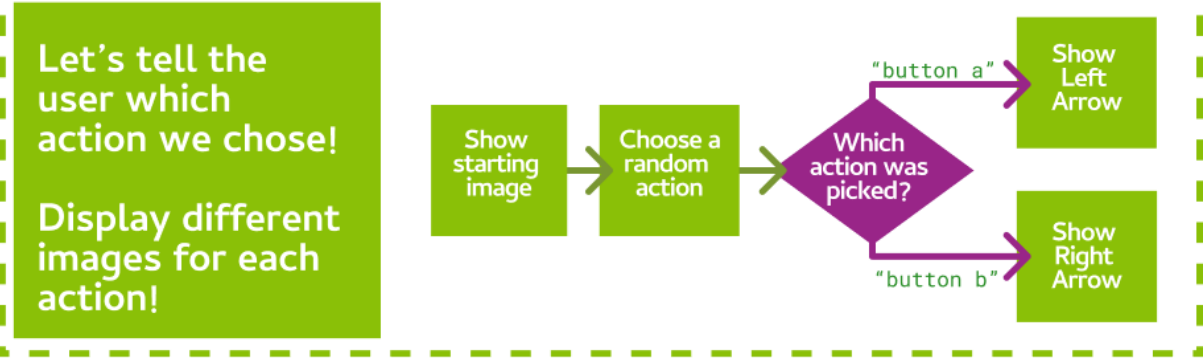 Let's tell the
user which
action we chose!
Display different
images for each
action!
Show
starting
image
Choose a
random
action
Which
action was
picked?
"button a"
Show
Left
Arrow
"button b"
Show
Right
Arrow